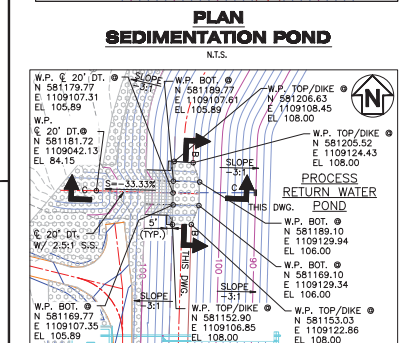 PLAN
SEDIMENTATION POND
N.T.S.
W.P. ℄ 20' DT. @
N 581179.77
E 1109107.31
EL 105.89
SLOPE
-3:1
W.P. BOT. @
N 581189.77
E 1109107.61
EL 105.89
W.P. TOP/DIKE @
N 581206.63
E 1109108.45
EL 108.00
N
W.P.
℄ 20' DT.@
N 581181.72
E 1109042.13
EL 84.15
W.P. TOP/DIKE @
N 581205.52
E 1109124.43
EL 108.00
B
SLOPE
-3:1
PROCESS
RETURN WATER
POND
C
S=-33.33%
C
THIS DWG.
℄ 20' DT.
W/ 2.5:1 S.S.
5'
(TYP.)
B
THIS DWG.
W.P. BOT. @
N 581189.10
E 1109129.94
EL 106.00
W.P. BOT. @
N 581169.10
E 1109129.34
EL 106.00
-100
-100
-90
SLOPE
-3:1
SLOPE
-3:1
W.P. BOT. @
N 581169.77
E 1109107.35
EL 105.89
W.P. TOP/DIKE @
N 581152.90
E 1109106.85
EL 108.00
W.P. TOP/DIKE @
N 581153.03
E 1109122.86
EL 108.00